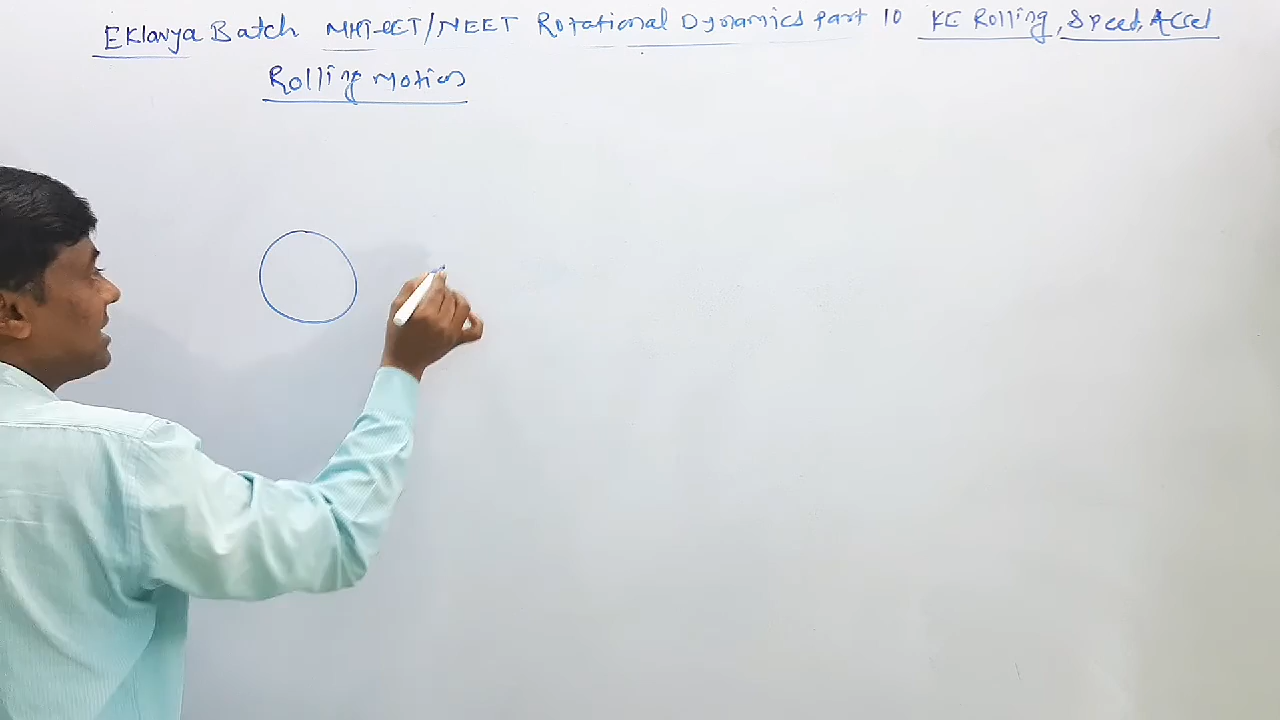 Eklavya Batch MHT-CET/NEET Rotational Dynamics part 10 KE Rolling, Speed, Accel
Rolling motion